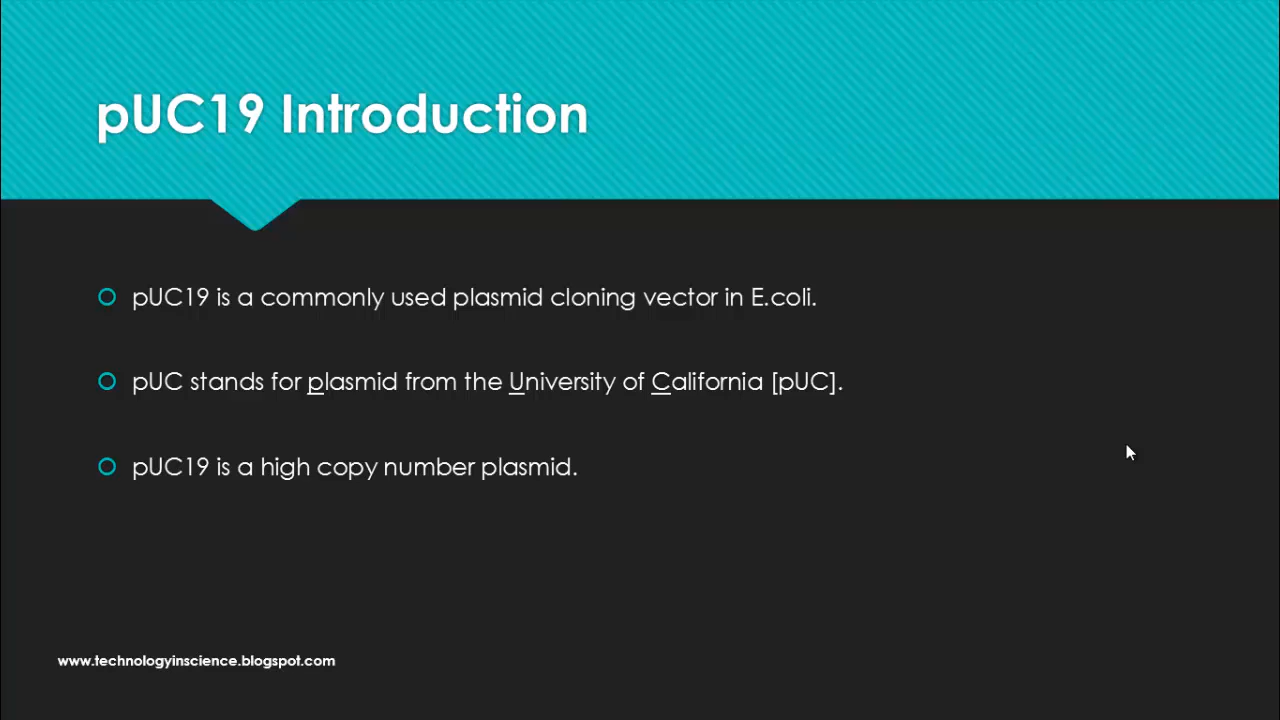 pUC19 Introduction
pUC19 is a commonly used plasmid cloning vector in E.coli.
pUC stands for plasmid from the University of California [pUC].
pUC19 is a high copy number plasmid.
www.technologyinscience.blogspot.com